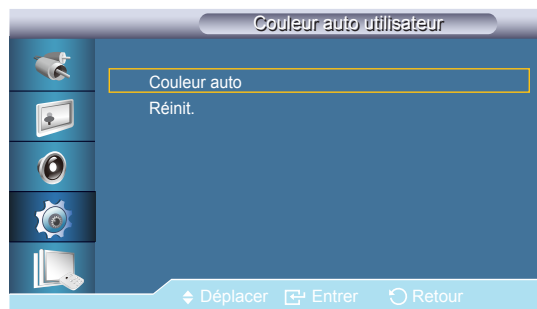 Couleur auto utilisateur
Couleur auto
Réinit.
Déplacer Entrer Retour